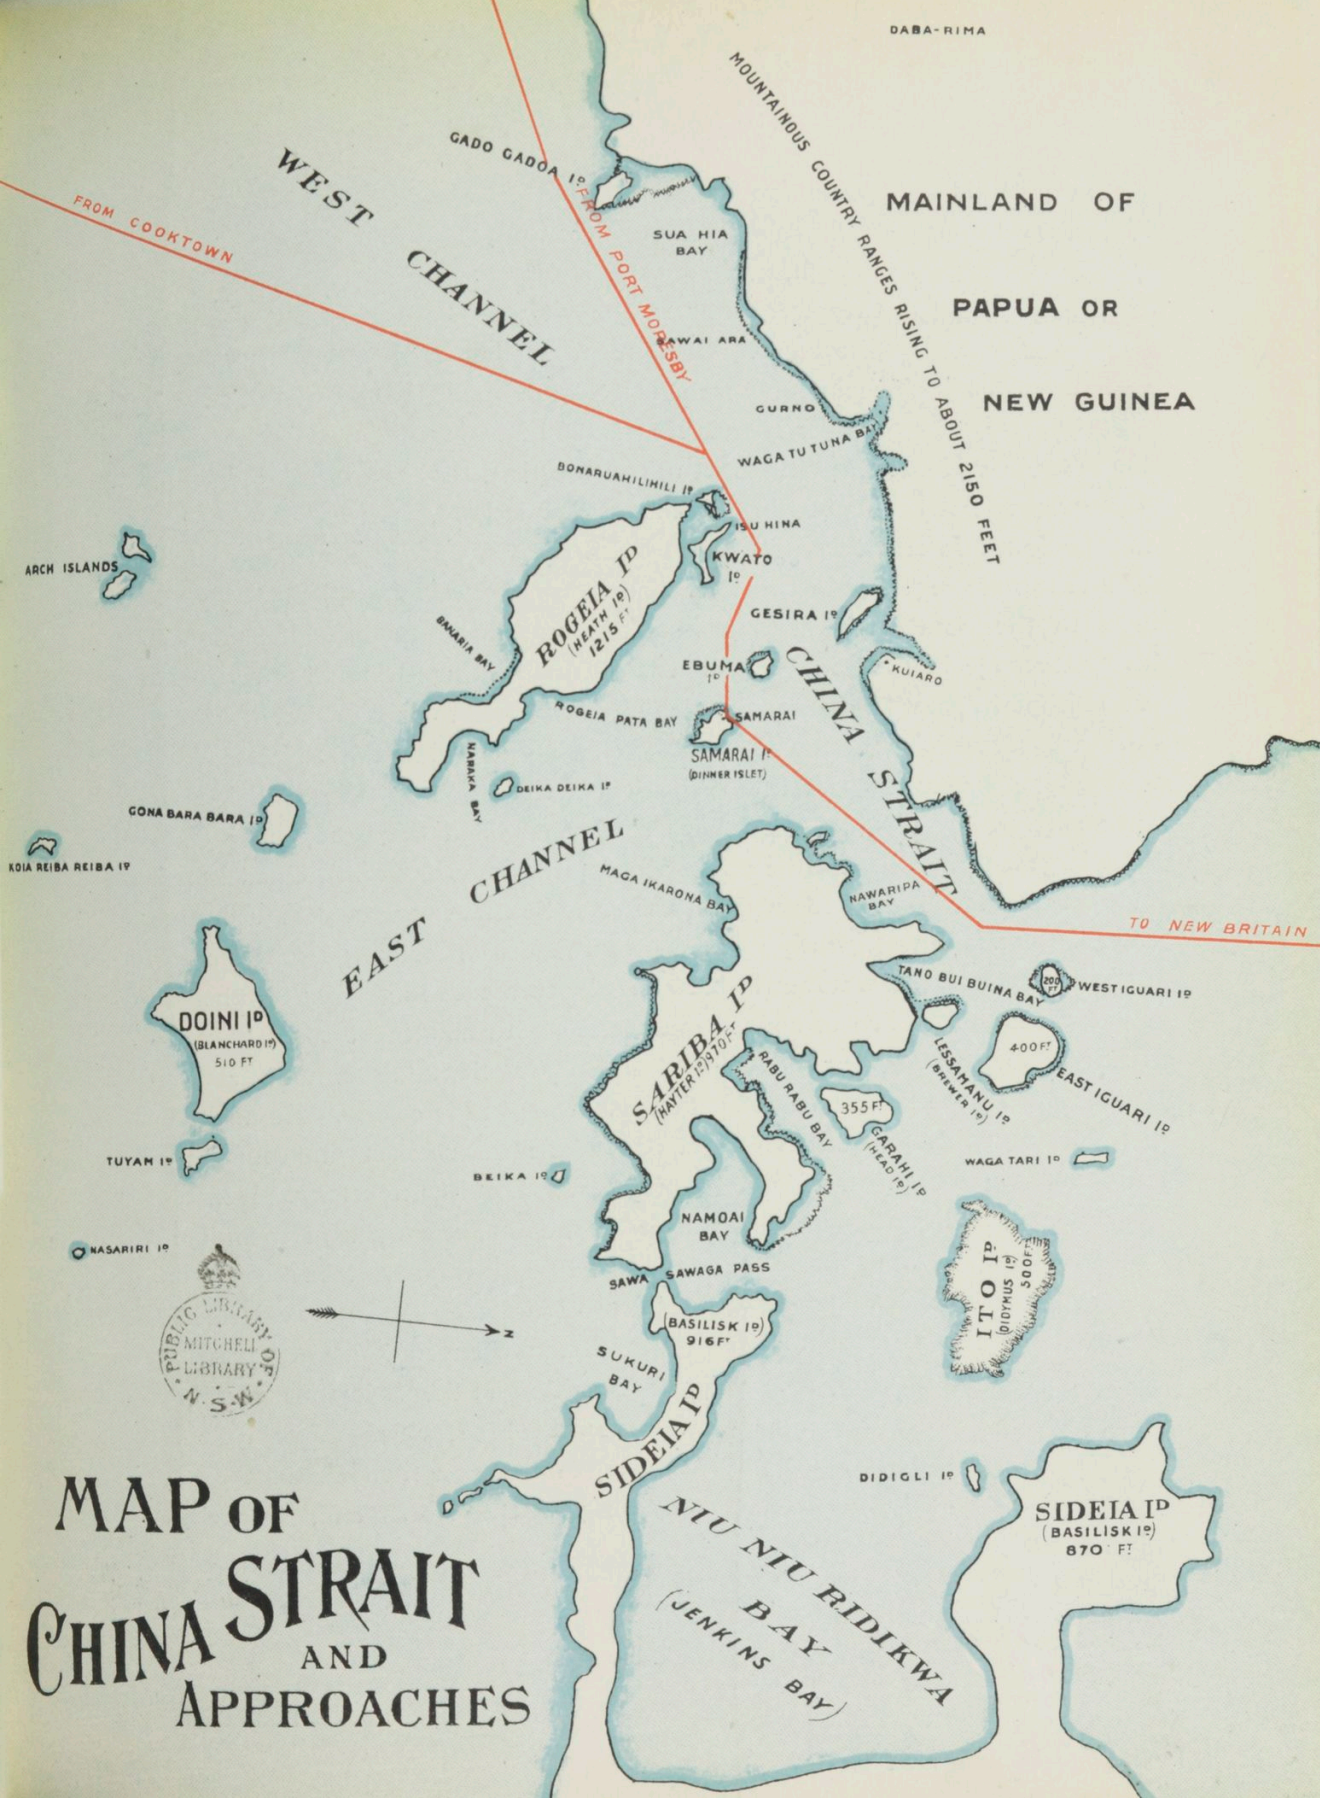 DABA-RIMA
MOUNTAINOUS COUNTRY RANGES RISING TO ABOUT 2150 FEET
MAINLAND OF
PAPUA OR
NEW GUINEA
GADO GADOA Iᴰ
WEST CHANNEL
FROM COOKTOWN
FROM PORT MORESBY
SUA HIA
BAY
GURNO
WAGA TU TUNA BAY
BONARUAHILIHILI Iᴰ
ISU HINA
KWATO
Iᴰ
ARCH ISLANDS
ROGEIA Iᴰ
(HEATH Iᴰ)
1215 Fᵀ
GESIRA Iᴰ
BANARIA BAY
EBUMA
Iᴰ
CHINA STRAIT
KUIARO
ROGEIA PATA BAY
SAMARAI
SAMARAI Iᴰ
(DINNER ISLET)
NARAKA BAY
DEIKA DEIKA Iᴰ
GONA BARA BARA Iᴰ
KOIA REIBA REIBA Iᴰ
EAST CHANNEL
MAGA IKARONA BAY
NAWARIPA
BAY
TO NEW BRITAIN
TANO BUI BUINA BAY
200
FT
WEST IGUARI Iᴰ
DOINI Iᴰ
(BLANCHARD Iᴰ)
510 FT
SARIBA Iᴰ
(HAYTER Iᴰ) 970 FT
400 FT
EAST IGUARI Iᴰ
LESSAMANU Iᴰ
(BREWER Iᴰ)
RABU RABU BAY
355 FT
GARAHI Iᴰ
(HEAD Iᴰ)
TUYAM Iᴰ
BEIKA Iᴰ
WAGA TARI Iᴰ
NAMOAI
BAY
NASARIRI Iᴰ
SAWA SAWAGA PASS
ITO Iᴰ
(DIDYMUS Iᴰ)
500 FT
PUBLIC LIBRARY OF
MITCHELL
LIBRARY
N.S.W.
Z
(BASILISK Iᴰ)
916 Fᵀ
SUKURI
BAY
SIDEIA Iᴰ
DIDIGLI Iᴰ
SIDEIA Iᴰ
(BASILISK Iᴰ)
870 FT
NIU NIU RIDIKWA
BAY
(JENKINS BAY)
MAP OF
CHINA STRAIT
AND
APPROACHES